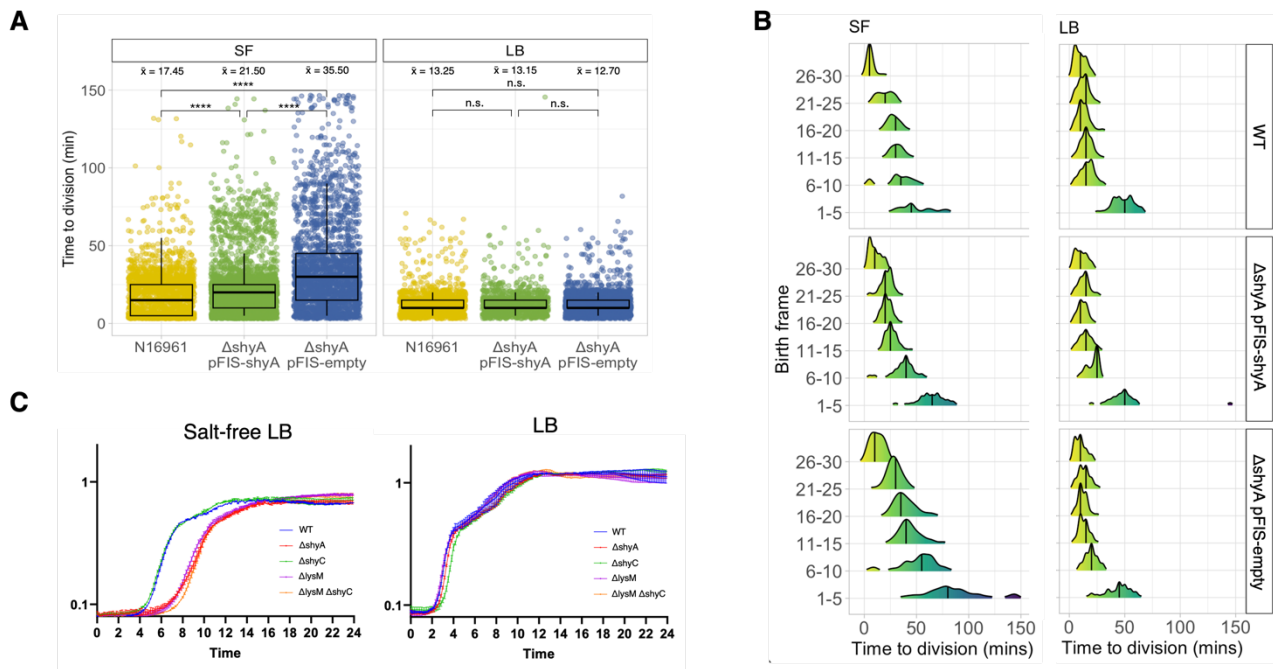 A
SF
LB
x̃ = 17.45 x̃ = 21.50 x̃ = 35.50
x̃ = 13.25 x̃ = 13.15 x̃ = 12.70
****
n.s.
**** ****
n.s. n.s.
150
100
50
0
Time to division (min)
N16961
ΔshyA
pFIS-shyA
ΔshyA
pFIS-empty
N16961
ΔshyA
pFIS-shyA
ΔshyA
pFIS-empty
B
SF
LB
26-30
21-25
16-20
11-15
6-10
1-5
WT
26-30
21-25
16-20
11-15
6-10
1-5
ΔshyA pFIS-shyA
26-30
21-25
16-20
11-15
6-10
1-5
ΔshyA pFIS-empty
Birth frame
0 50 100 150
0 50 100 150
Time to division (mins)
Time to division (mins)
C
Salt-free LB
1
0.1
WT
ΔshyA
ΔshyC
ΔlysM
ΔlysM ΔshyC
0 2 4 6 8 10 12 14 16 18 20 22 24
Time
LB
1
0.1
WT
ΔshyA
ΔshyC
ΔlysM
ΔlysM ΔshyC
0 2 4 6 8 10 12 14 16 18 20 22 24
Time